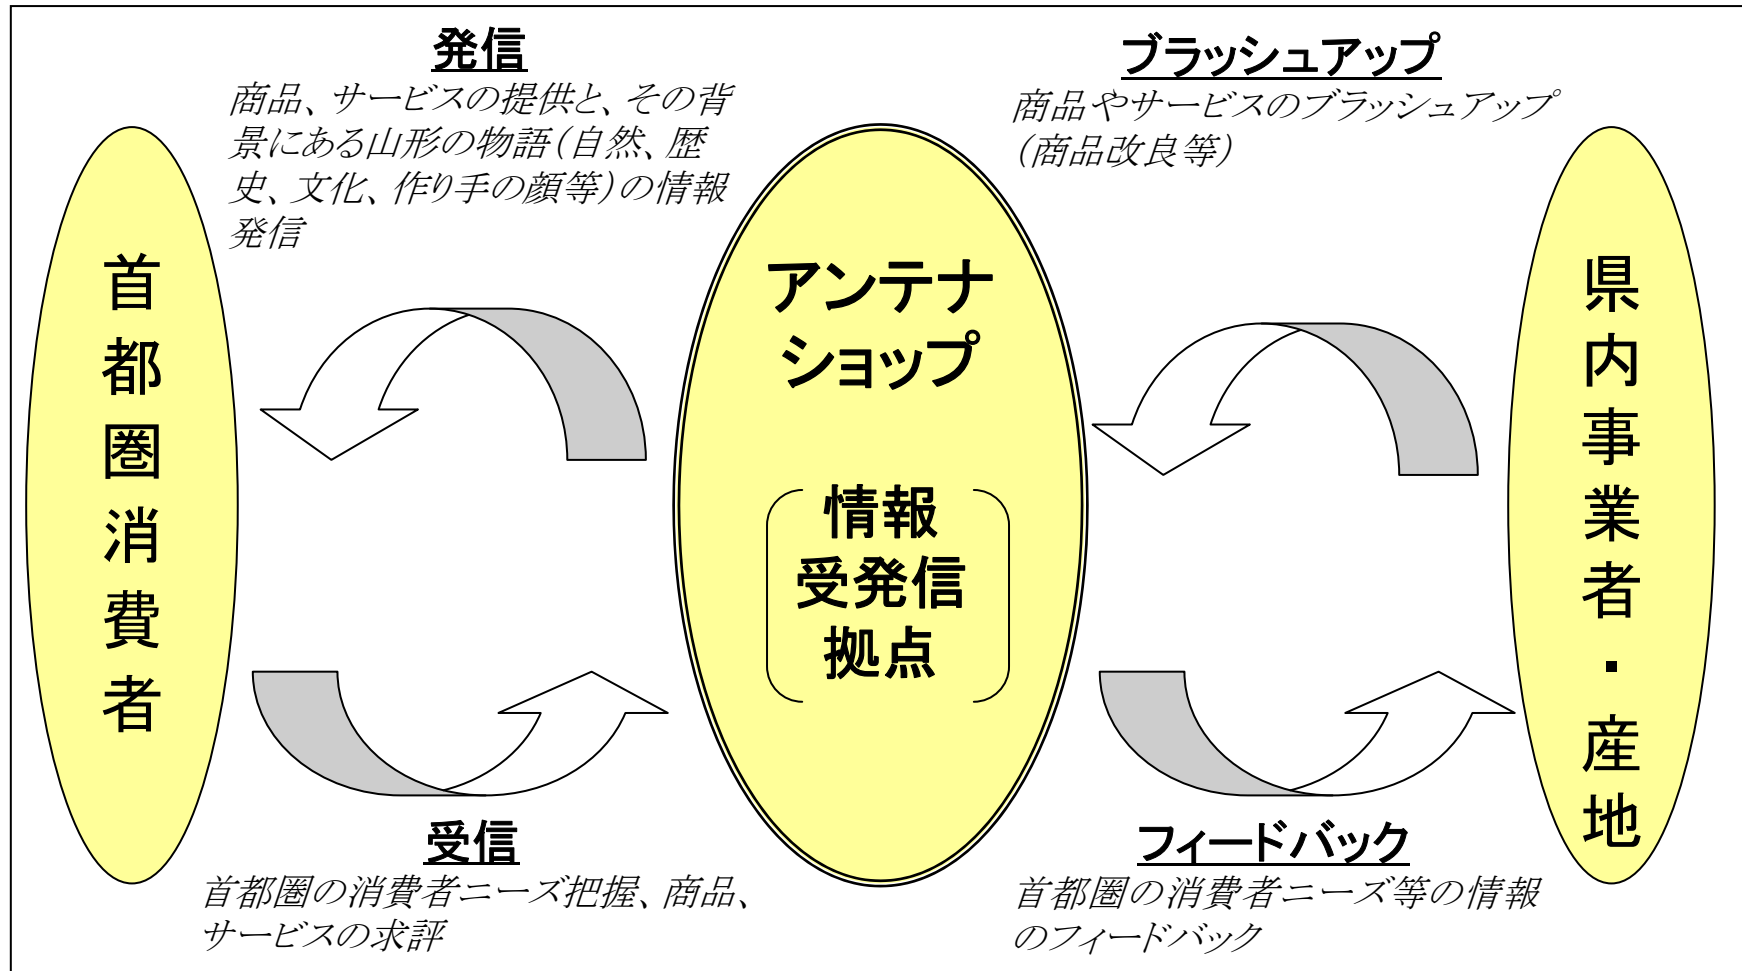 発信
商品、サービスの提供と、その背
景にある山形の物語（自然、歴
史、文化、作り手の顔等）の情報
発信
ブラッシュアップ
商品やサービスのブラッシュアップ
（商品改良等）
首都圏消費者
アンテナ
ショップ
情報
受発信
拠点
県内事業者・産地
受信
首都圏の消費者ニーズ把握、商品、
サービスの求評
フィードバック
首都圏の消費者ニーズ等の情報
のフィードバック